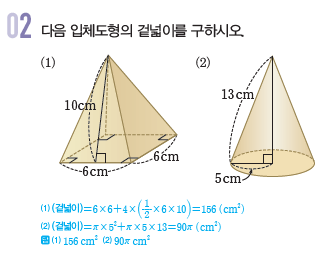 02 다음 입체도형의 겉넓이를 구하시오.
(1) (2)
10cm 13cm
6cm 6cm 5cm
(1) (겉넓이)=6×6+4×(1/2×6×10)=156 (cm²)
(2) (겉넓이)=π×5²+π×5×13=90π (cm²)
답 (1) 156 cm² (2) 90π cm²